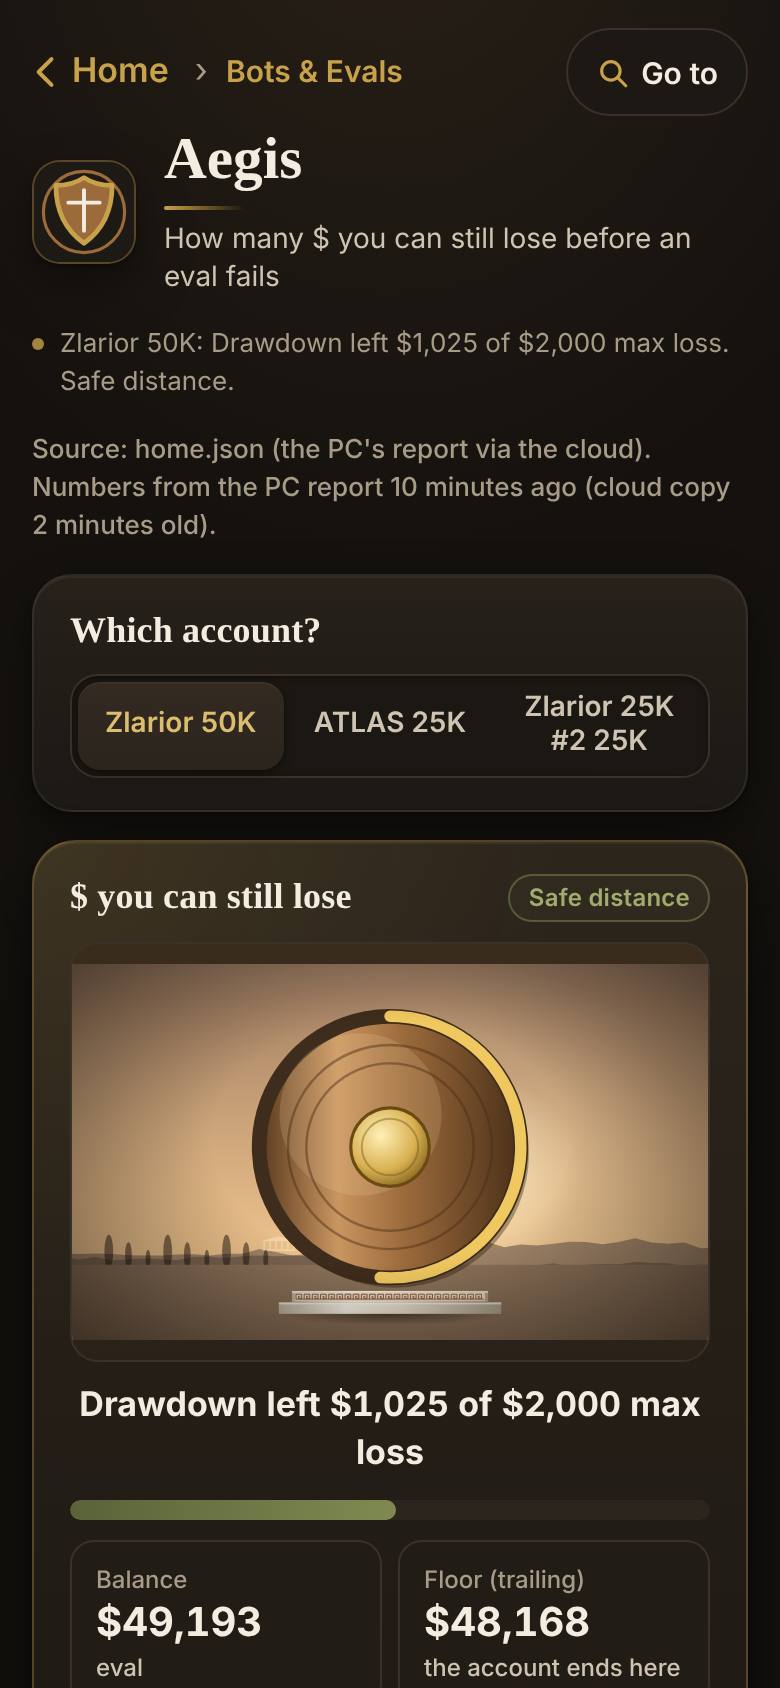 Home › Bots & Evals
Go to
Aegis
How many $ you can still lose before an
eval fails
Zlarior 50K: Drawdown left $1,025 of $2,000 max loss.
Safe distance.
Source: home.json (the PC's report via the cloud).
Numbers from the PC report 10 minutes ago (cloud copy
2 minutes old).
Which account?
Zlarior 50K
ATLAS 25K
Zlarior 25K
#2 25K
$ you can still lose
Safe distance
Drawdown left $1,025 of $2,000 max
loss
Balance
$49,193
eval
Floor (trailing)
$48,168
the account ends here